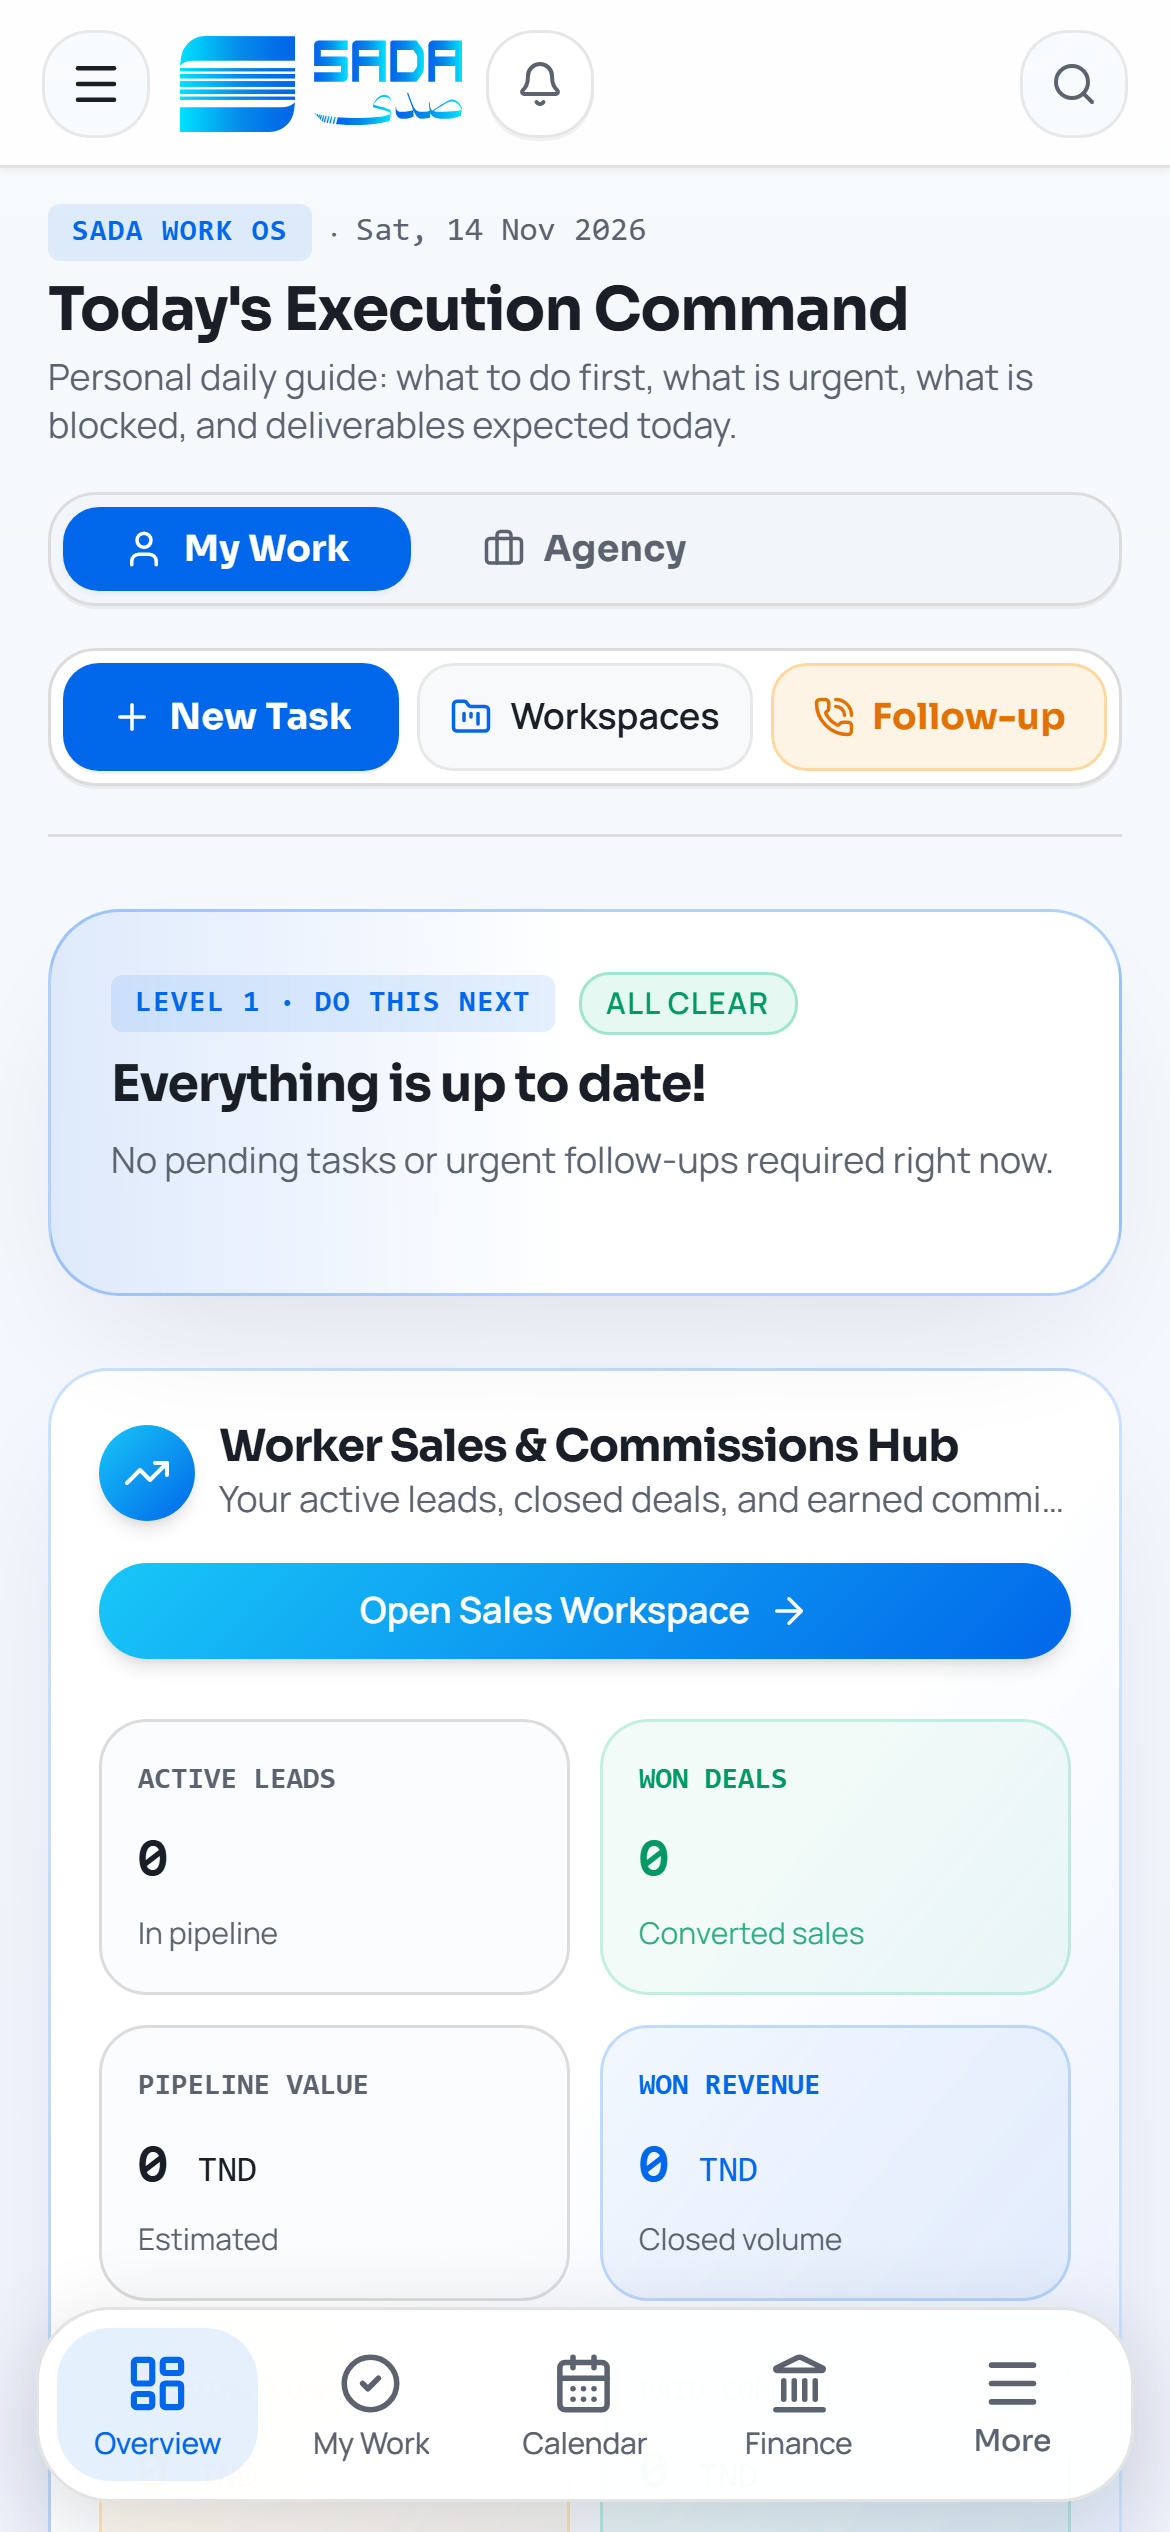 SADA
صدى
SADA WORK OS · Sat, 14 Nov 2026
Today's Execution Command
Personal daily guide: what to do first, what is urgent, what is
blocked, and deliverables expected today.
My Work Agency
New Task Workspaces Follow-up
LEVEL 1 · DO THIS NEXT ALL CLEAR
Everything is up to date!
No pending tasks or urgent follow-ups required right now.
Worker Sales & Commissions Hub
Your active leads, closed deals, and earned commi...
Open Sales Workspace →
ACTIVE LEADS
0
In pipeline
WON DEALS
0
Converted sales
PIPELINE VALUE
0 TND
Estimated
WON REVENUE
0 TND
Closed volume
Overview My Work Calendar Finance More